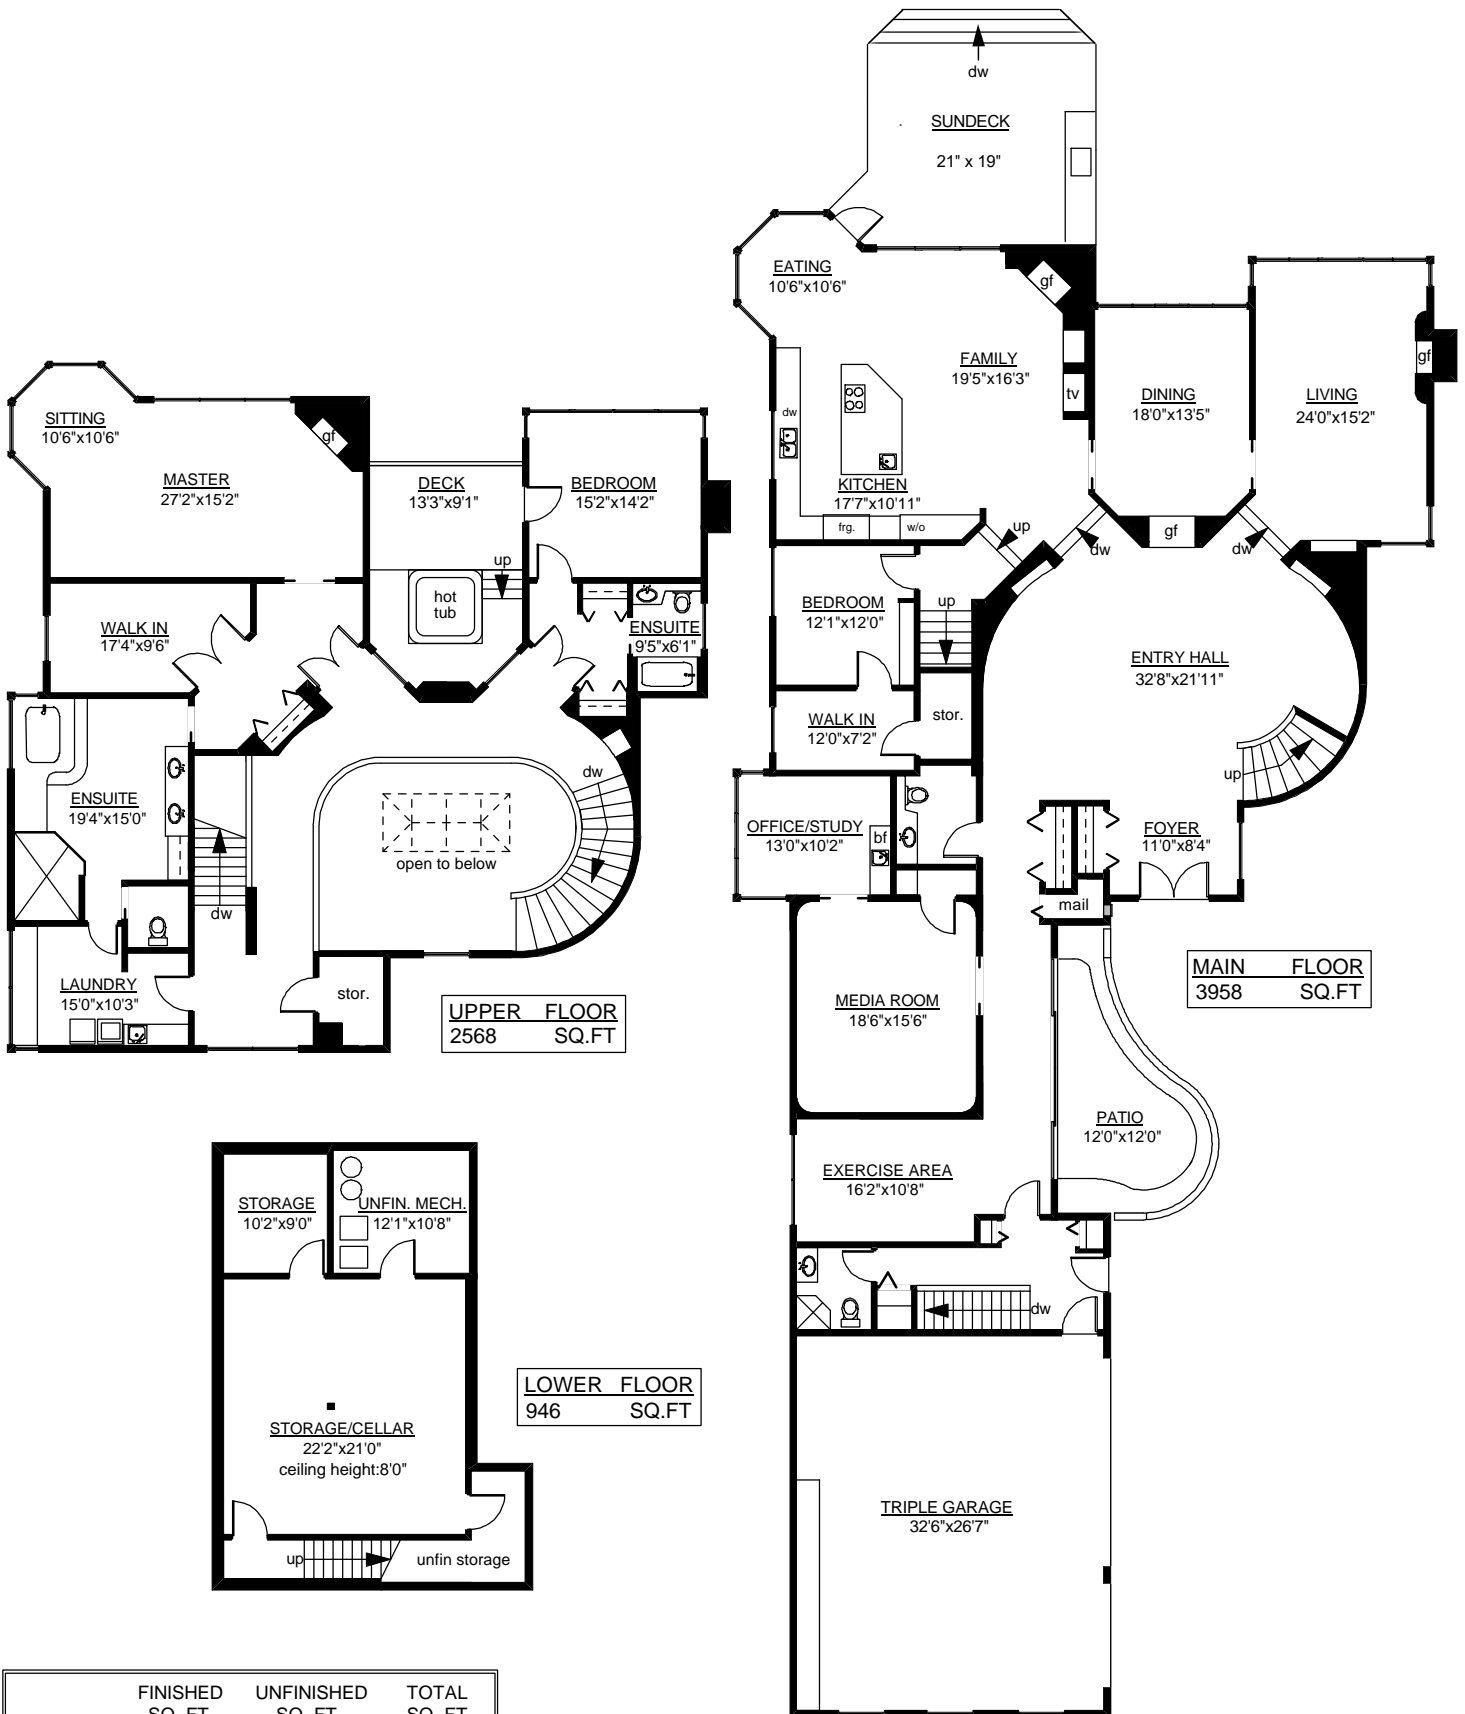 dw
SUNDECK
21" x 19"
EATING
10'6"x10'6"
gf
FAMILY
19'5"x16'3"
tv
DINING
18'0"x13'5"
LIVING
24'0"x15'2"
gf
dw
KITCHEN
17'7"x10'11"
frg.
w/o
up
dw
gf
dw
BEDROOM
12'1"x12'0"
up
ENTRY HALL
32'8"x21'11"
WALK IN
12'0"x7'2"
stor.
up
OFFICE/STUDY
13'0"x10'2"
bf
FOYER
11'0"x8'4"
mail
MEDIA ROOM
18'6"x15'6"
MAIN FLOOR
3958 SQ.FT
PATIO
12'0"x12'0"
EXERCISE AREA
16'2"x10'8"
dw
TRIPLE GARAGE
32'6"x26'7"
SITTING
10'6"x10'6"
gf
MASTER
27'2"x15'2"
DECK
13'3"x9'1"
BEDROOM
15'2"x14'2"
up
hot
tub
WALK IN
17'4"x9'6"
ENSUITE
9'5"x6'1"
dw
ENSUITE
19'4"x15'0"
open to below
dw
LAUNDRY
15'0"x10'3"
stor.
UPPER FLOOR
2568 SQ.FT
STORAGE
10'2"x9'0"
UNFIN. MECH.
12'1"x10'8"
LOWER FLOOR
946 SQ.FT
STORAGE/CELLAR
22'2"x21'0"
ceiling height:8'0"
up
unfin storage
FINISHED UNFINISHED TOTAL
SQ. FT. SQ. FT. SQ. FT.